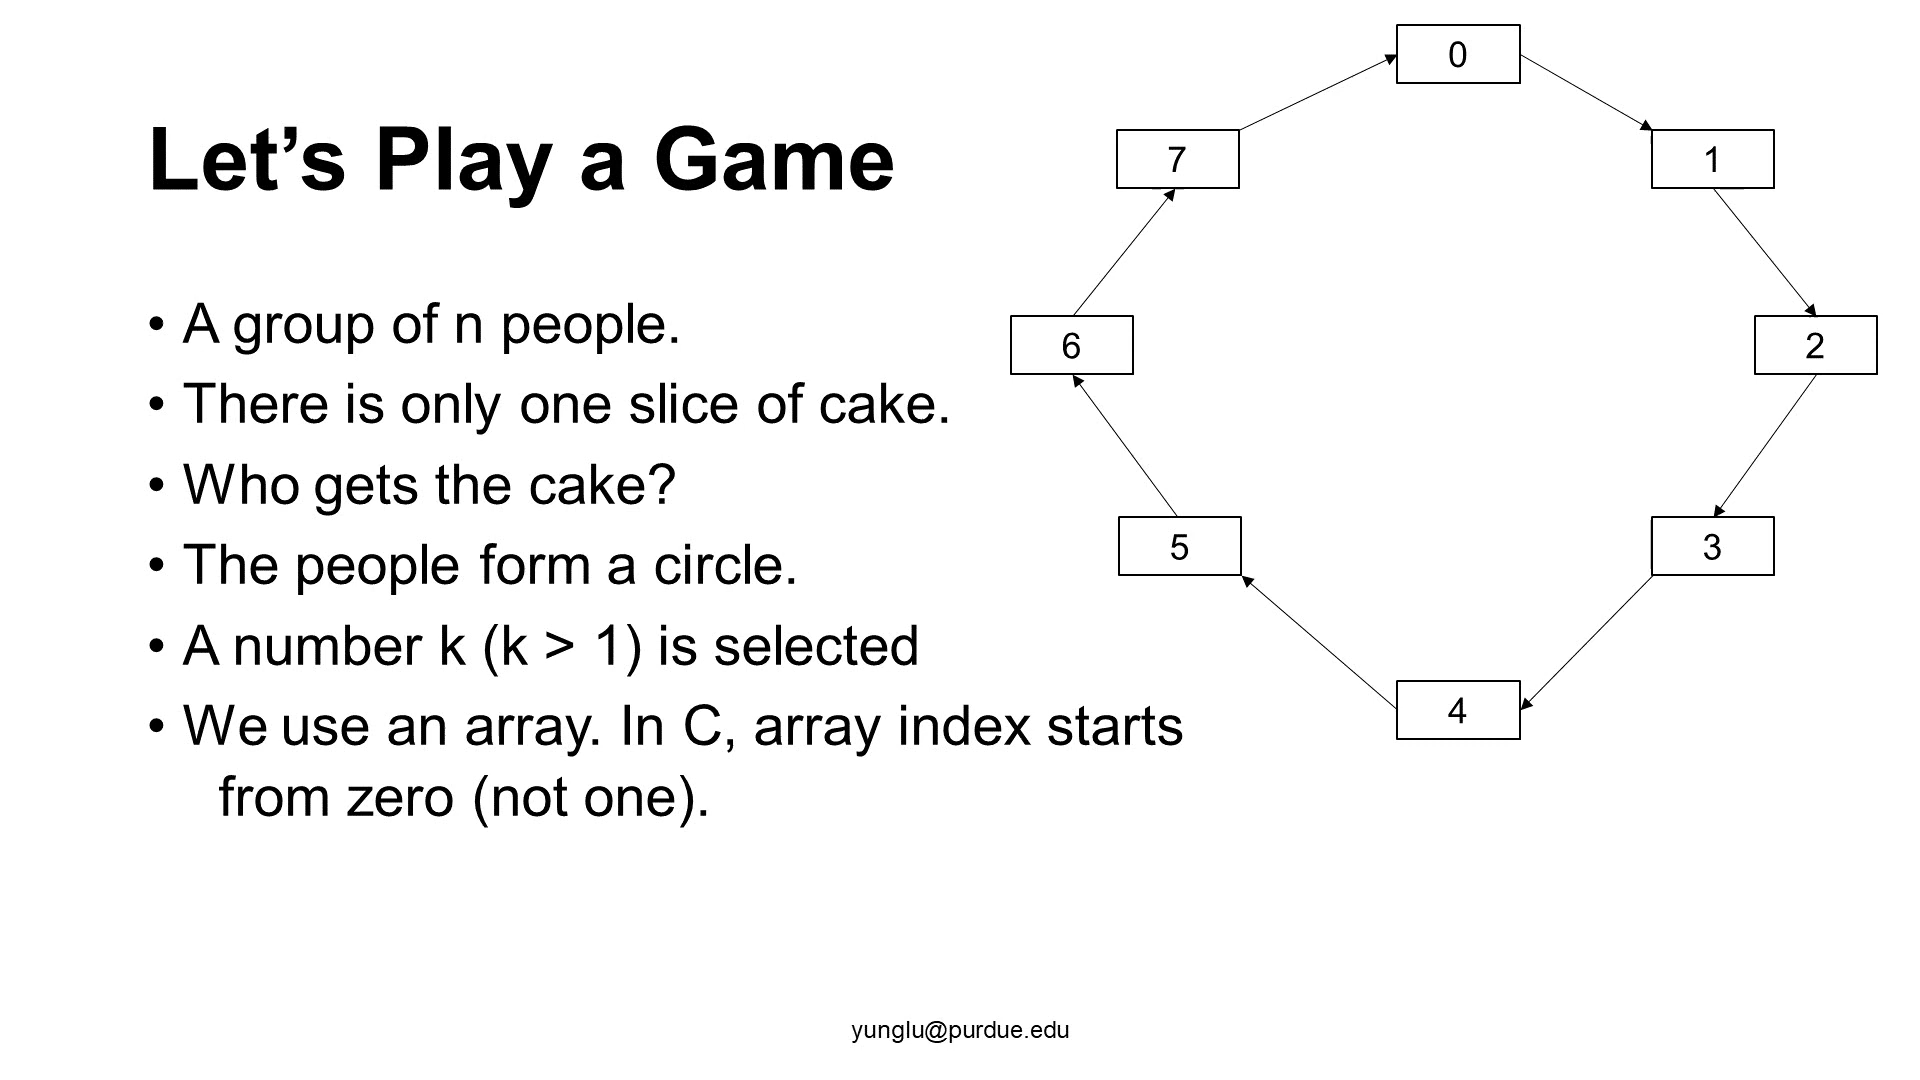 Let’s Play a Game
• A group of n people.
• There is only one slice of cake.
• Who gets the cake?
• The people form a circle.
• A number k (k > 1) is selected
• We use an array. In C, array index starts
from zero (not one).
0
1
2
3
4
5
6
7
yunglu@purdue.edu